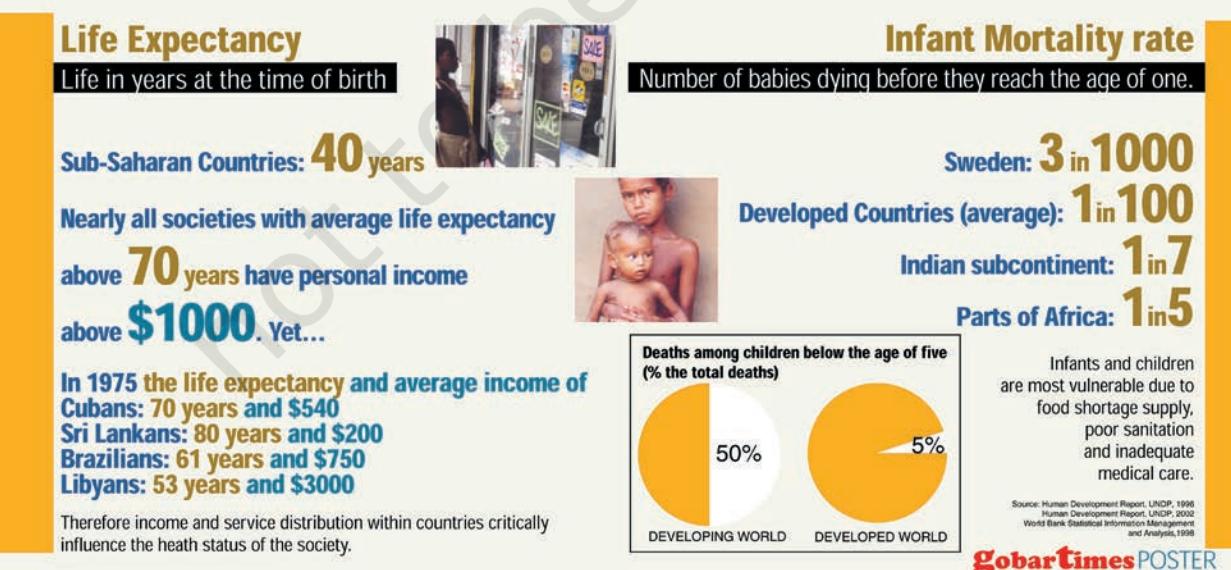 Life Expectancy
Life in years at the time of birth
Sub-Saharan Countries: 40 years
Nearly all societies with average life expectancy
above 70 years have personal income
above $1000. Yet...
In 1975 the life expectancy and average income of
Cubans: 70 years and $540
Sri Lankans: 80 years and $200
Brazilians: 61 years and $750
Libyans: 53 years and $3000
Therefore income and service distribution within countries critically
influence the heath status of the society.
SALE
SALE
Infant Mortality rate
Number of babies dying before they reach the age of one.
Sweden: 3 in 1000
Developed Countries (average): 1 in 100
Indian subcontinent: 1 in 7
Parts of Africa: 1 in 5
Deaths among children below the age of five
(% the total deaths)
50%
5%
DEVELOPING WORLD
DEVELOPED WORLD
Infants and children
are most vulnerable due to
food shortage supply,
poor sanitation
and inadequate
medical care.
Source: Human Development Report, UNDP, 1996
Human Development Report, UNDP, 2002
World Bank Statistical Information Management
and Analysis,1998
gobartimes POSTER
not to be